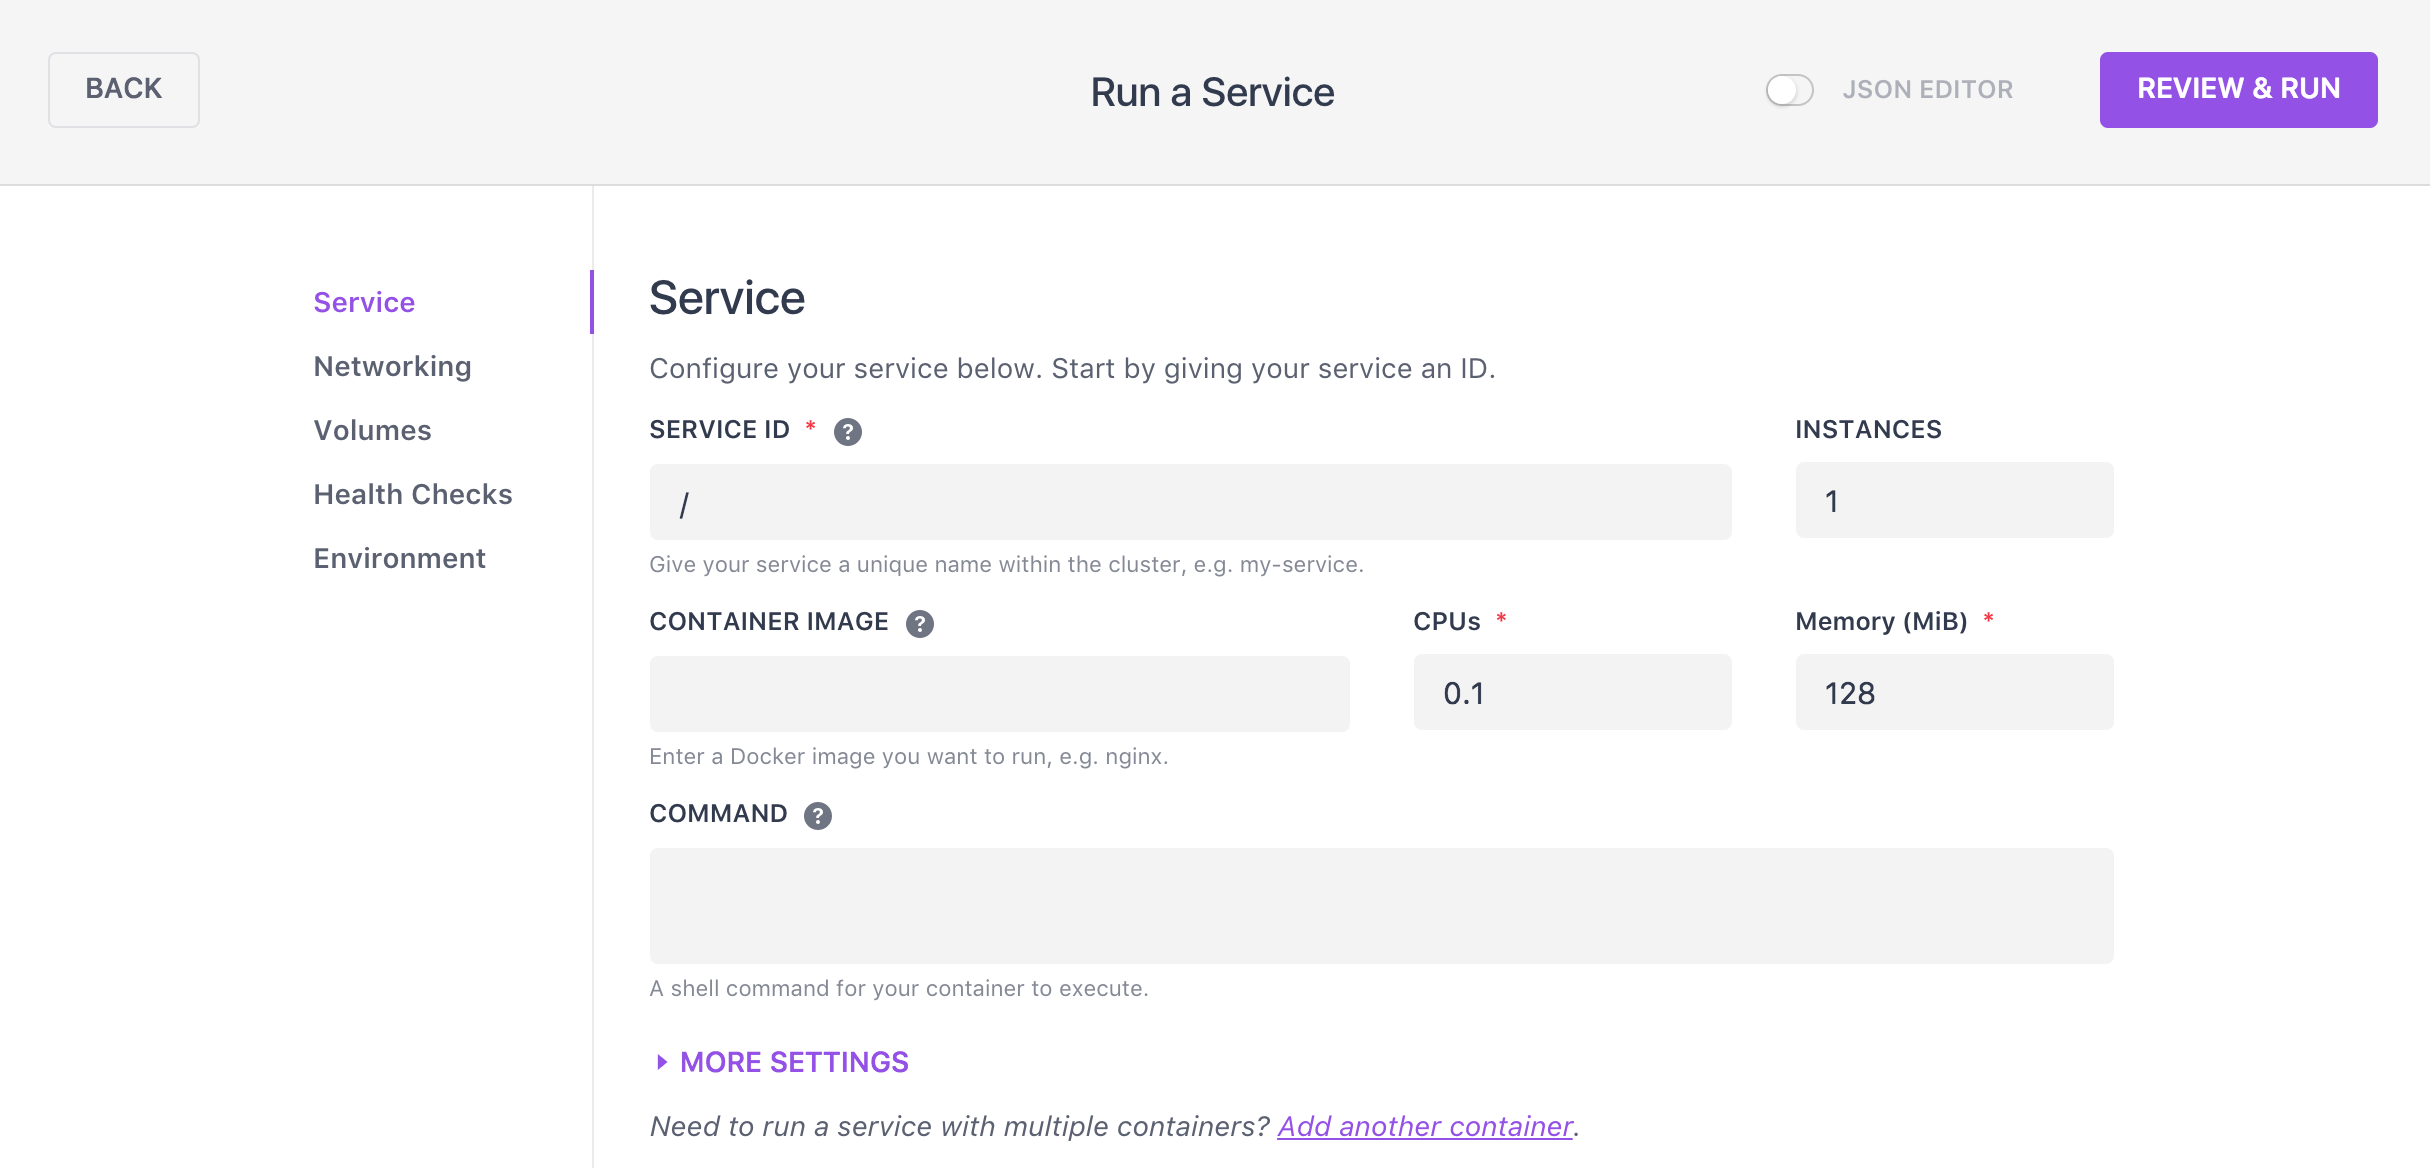 BACK
Run a Service
JSON EDITOR
REVIEW & RUN
Service
Networking
Volumes
Health Checks
Environment
Service
Configure your service below. Start by giving your service an ID.
SERVICE ID * ?
INSTANCES
/
1
Give your service a unique name within the cluster, e.g. my-service.
CONTAINER IMAGE ?
CPUs *
Memory (MiB) *
0.1
128
Enter a Docker image you want to run, e.g. nginx.
COMMAND ?
A shell command for your container to execute.
MORE SETTINGS
Need to run a service with multiple containers? Add another container.